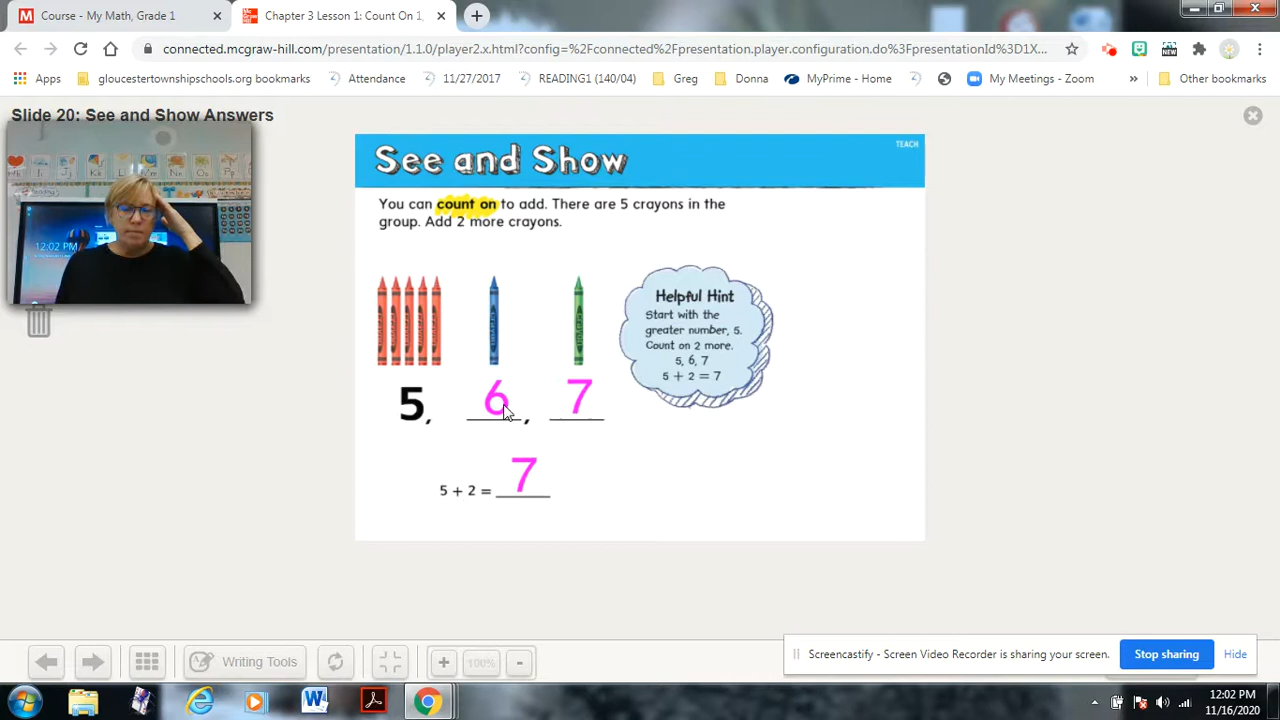 Course - My Math, Grade 1
Chapter 3 Lesson 1: Count On 1,
connected.mcgraw-hill.com/presentation/1.1.0/player2.x.html?config=%2Fconnected%2Fpresentation.player.configuration.do%3FpresentationId%3D1X...
Apps
gloucestertownshipschools.org bookmarks
Attendance
11/27/2017
READING1 (140/04)
Greg
Donna
MyPrime - Home
My Meetings - Zoom
»
Other bookmarks
Slide 20: See and Show Answers
12:02 PM
See and Show
TEACH
You can count on to add. There are 5 crayons in the
group. Add 2 more crayons.
Helpful Hint
Start with the
greater number, 5.
Count on 2 more.
5, 6, 7
5 + 2 = 7
5, 6, 7
5 + 2 = 7
Writing Tools
100%
Screencastify - Screen Video Recorder is sharing your screen.
Stop sharing
Hide
12:02 PM
11/16/2020